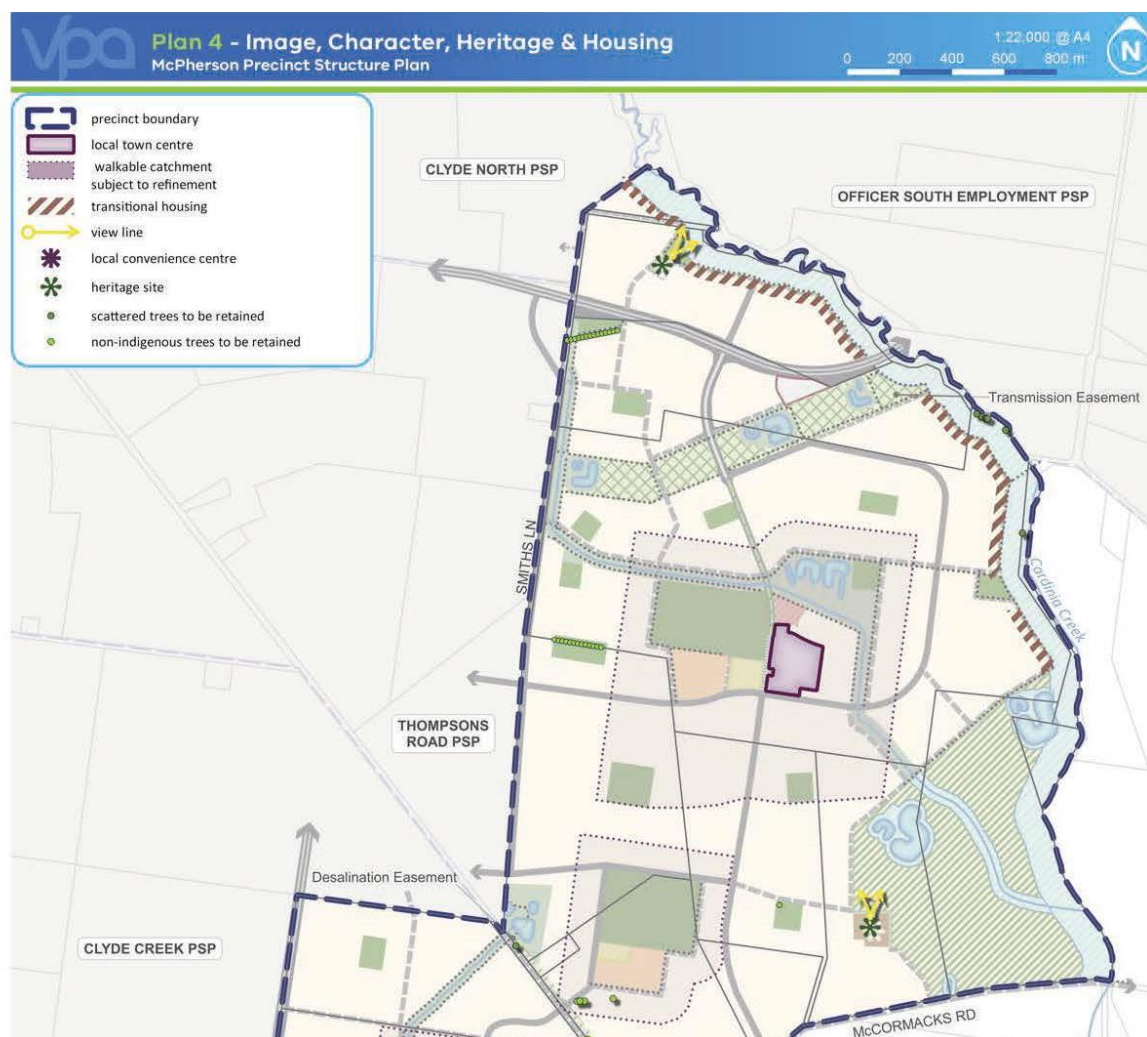 vpa
Plan 4 - Image, Character, Heritage & Housing
McPherson Precinct Structure Plan
1:22,000 @ A4
0 200 400 600 800 m
N
precinct boundary
local town centre
walkable catchment
subject to refinement
transitional housing
view line
local convenience centre
heritage site
scattered trees to be retained
non-indigenous trees to be retained
CLYDE NORTH PSP
OFFICER SOUTH EMPLOYMENT PSP
Transmission Easement
SMITHS LN
Cardinia Creek
THOMPSONS
ROAD PSP
Desalination Easement
CLYDE CREEK PSP
McCORMACKS RD